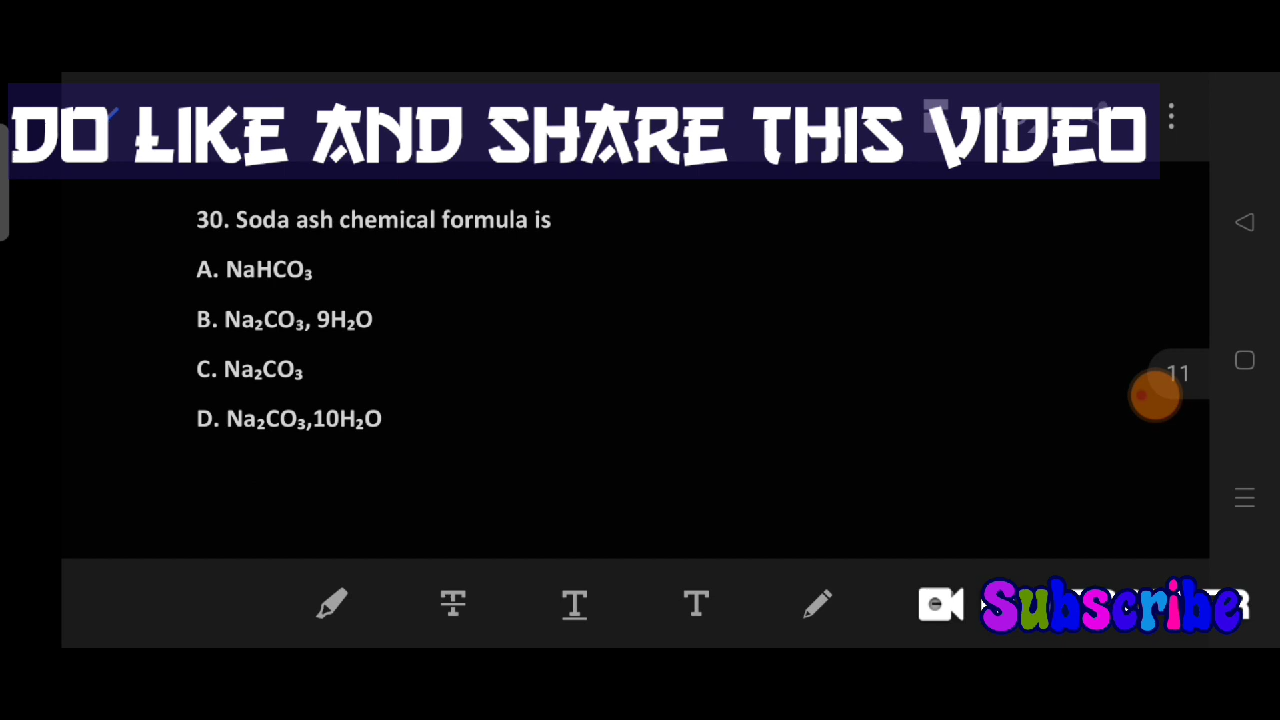 DO LIKE AND SHARE THIS VIDEO
30. Soda ash chemical formula is
A. NaHCO₃
B. Na₂CO₃, 9H₂O
C. Na₂CO₃
11
D. Na₂CO₃,10H₂O
Subscribe